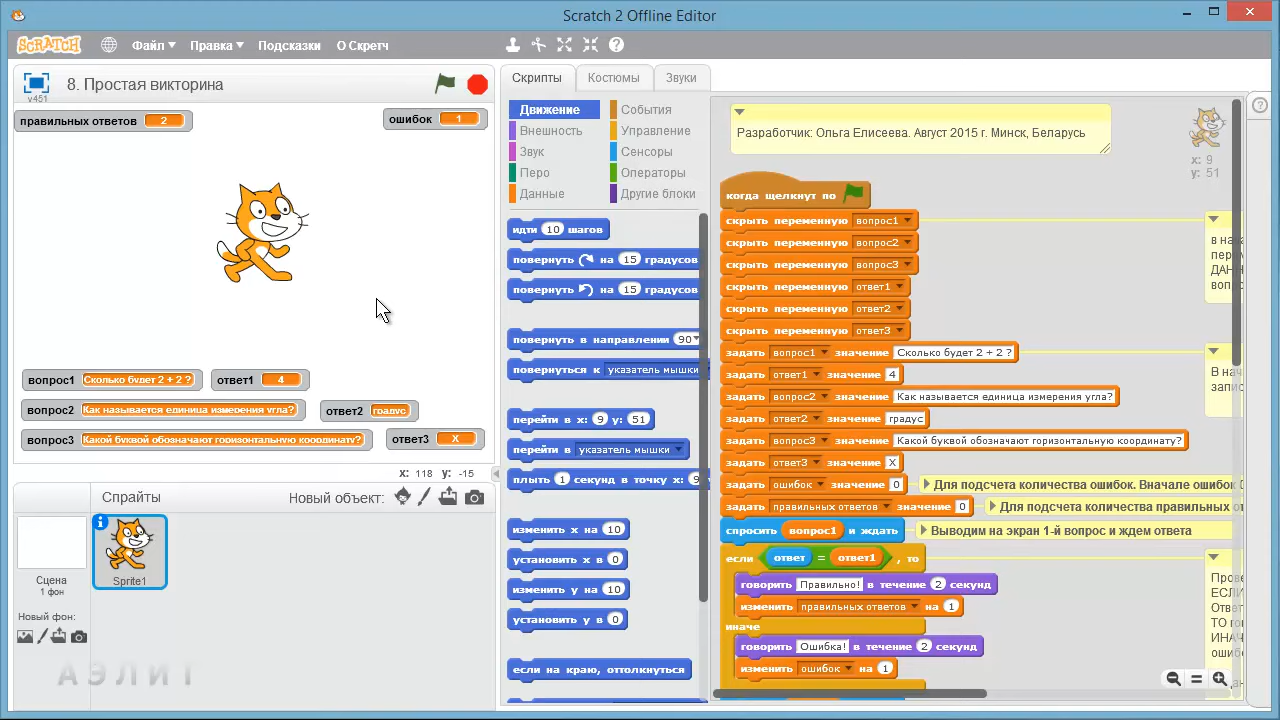 Scratch 2 Offline Editor
SCRATCH
Файл
Правка
Подсказки
О Скретч
v451
8. Простая викторина
правильных ответов 2
ошибок 1
вопрос1 Сколько будет 2 + 2 ?
ответ1 4
вопрос2 Как называется единица измерения угла?
ответ2 градус
вопрос3 Какой буквой обозначают горизонтальную координату?
ответ3 X
x: 118 y: -15
Спрайты
Новый объект:
Sprite1
Сцена
1 фон
Новый фон:
Скрипты
Костюмы
Звуки
Движение
События
Внешность
Управление
Звук
Сенсоры
Перо
Операторы
Данные
Другие блоки
идти 10 шагов
повернуть на 15 градусов
повернуть на 15 градусов
повернуть в направлении 90
повернуться к указатель мышки
перейти в x: 9 y: 51
перейти в указатель мышки
плыть 1 секунд в точку x: 9
изменить x на 10
установить x в 0
изменить y на 10
установить y в 0
если на краю, оттолкнуться
Разработчик: Ольга Елисеева. Август 2015 г. Минск, Беларусь
x: 9
y: 51
когда щелкнут по
скрыть переменную вопрос1
скрыть переменную вопрос2
скрыть переменную вопрос3
скрыть переменную ответ1
скрыть переменную ответ2
скрыть переменную ответ3
задать вопрос1 значение Сколько будет 2 + 2 ?
задать ответ1 значение 4
задать вопрос2 значение Как называется единица измерения угла?
задать ответ2 значение градус
задать вопрос3 значение Какой буквой обозначают горизонтальную координату?
задать ответ3 значение X
задать ошибок значение 0
Для подсчета количества ошибок. Вначале ошибок
задать правильных ответов значение 0
Для подсчета количества правильных
спросить вопрос1 и ждать
Выводим на экран 1-й вопрос и ждем ответа
если ответ = ответ1 , то
говорить Правильно! в течение 2 секунд
изменить правильных ответов на 1
иначе
говорить Ошибка! в течение 2 секунд
изменить ошибок на 1